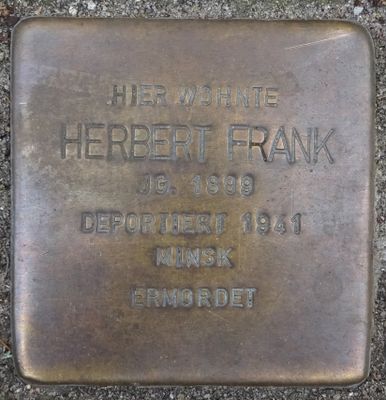 HIER WOHNTE
HERBERT FRANK
JG. 1899
DEPORTIERT 1941
MINSK
ERMORDET